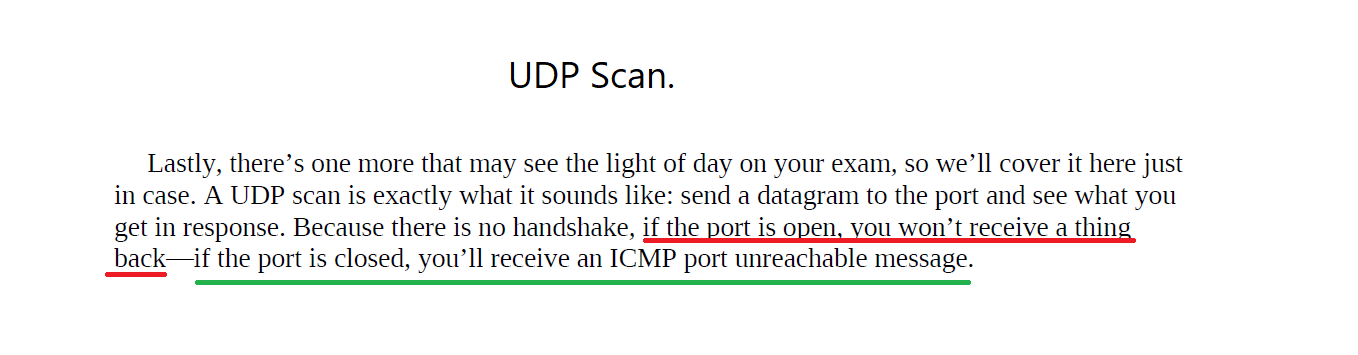 UDP Scan.
Lastly, there’s one more that may see the light of day on your exam, so we’ll cover it here just
in case. A UDP scan is exactly what it sounds like: send a datagram to the port and see what you
get in response. Because there is no handshake, if the port is open, you won’t receive a thing
back—if the port is closed, you’ll receive an ICMP port unreachable message.